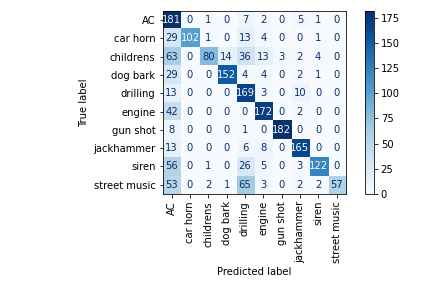 True label
AC 181 0 1 0 7 2 0 5 1 0
car horn 29 102 1 0 13 4 0 1 0 0
childrens 63 0 80 14 36 13 3 2 4 0
dog bark 29 0 0 152 4 4 0 2 1 0
drilling 13 0 0 0 169 3 0 10 0 0
engine 42 0 0 0 0 172 0 2 0 0
gun shot 8 0 0 0 1 0 182 0 0 0
jackhammer 13 0 0 0 6 8 0 165 0 0
siren 56 0 1 0 26 5 0 3 122 0
street music 53 0 2 1 65 3 0 2 2 57
AC car horn childrens dog bark drilling engine gun shot jackhammer siren street music
Predicted label
175
150
125
100
75
50
25
0